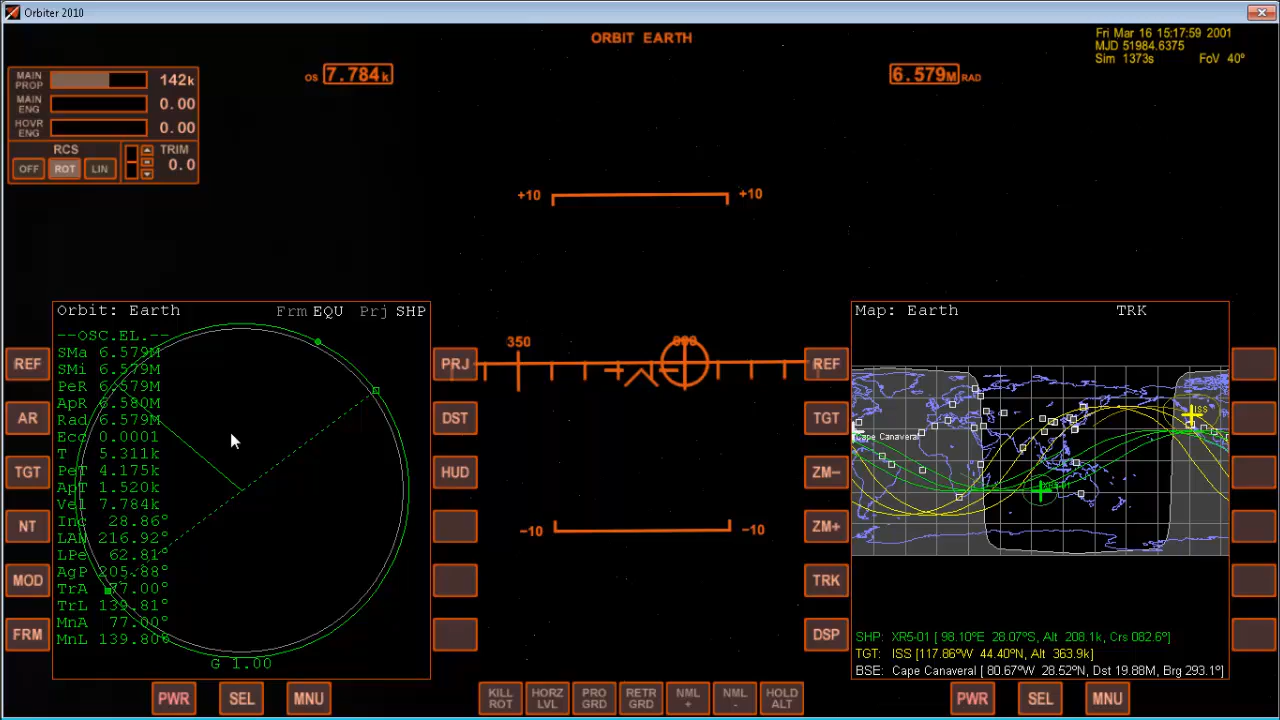 Orbiter 2010
ORBIT EARTH
Fri Mar 16 15:17:59 2001
MJD 51984.6375
Sim 1373s FoV 40°
MAIN PROP 142k
MAIN ENG 0.00
HOVR ENG 0.00
RCS TRIM
OFF ROT LIN 0.0
OS 7.784k
6.579M RAD
+10 +10
350
-10 -10
Orbit: Earth Frm EQU Prj SHP
--OSC.EL.--
SMa 6.579M
SMi 6.579M
PeR 6.579M
ApR 6.580M
Rad 6.579M
Ecc 0.0001
T 5.311k
PeT 4.175k
ApT 1.520k
Vel 7.784k
Inc 28.86°
LAN 216.92°
LPe 62.81°
AgP 205.88°
TrA 77.00°
TrL 139.81°
MnA 77.00°
MnL 139.80°
G 1.00
REF
AR
TGT
NT
MOD
FRM
PRJ
DST
HUD
PWR SEL MNU
KILL ROT
HORZ LVL
PRO GRD
RETR GRD
NML +
NML -
HOLD ALT
REF
TGT
ZM-
ZM+
TRK
DSP
Map: Earth TRK
ISS
Cape Canaveral
XR5-01
SHP: XR5-01 [ 98.10°E 28.07°S, Alt 208.1k, Crs 082.6°]
TGT: ISS [117.86°W 44.40°N, Alt 363.9k]
BSE: Cape Canaveral [ 80.67°W 28.52°N, Dst 19.88M, Brg 293.1°]
PWR SEL MNU